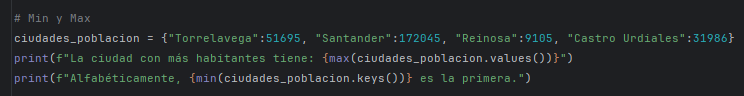 # Min y Max
ciudades_poblacion = {"Torrelavega":51695, "Santander":172045, "Reinosa":9105, "Castro Urdiales":31986}
print(f"La ciudad con más habitantes tiene: {max(ciudades_poblacion.values())}")
print(f"Alfabéticamente, {min(ciudades_poblacion.keys())} es la primera.")